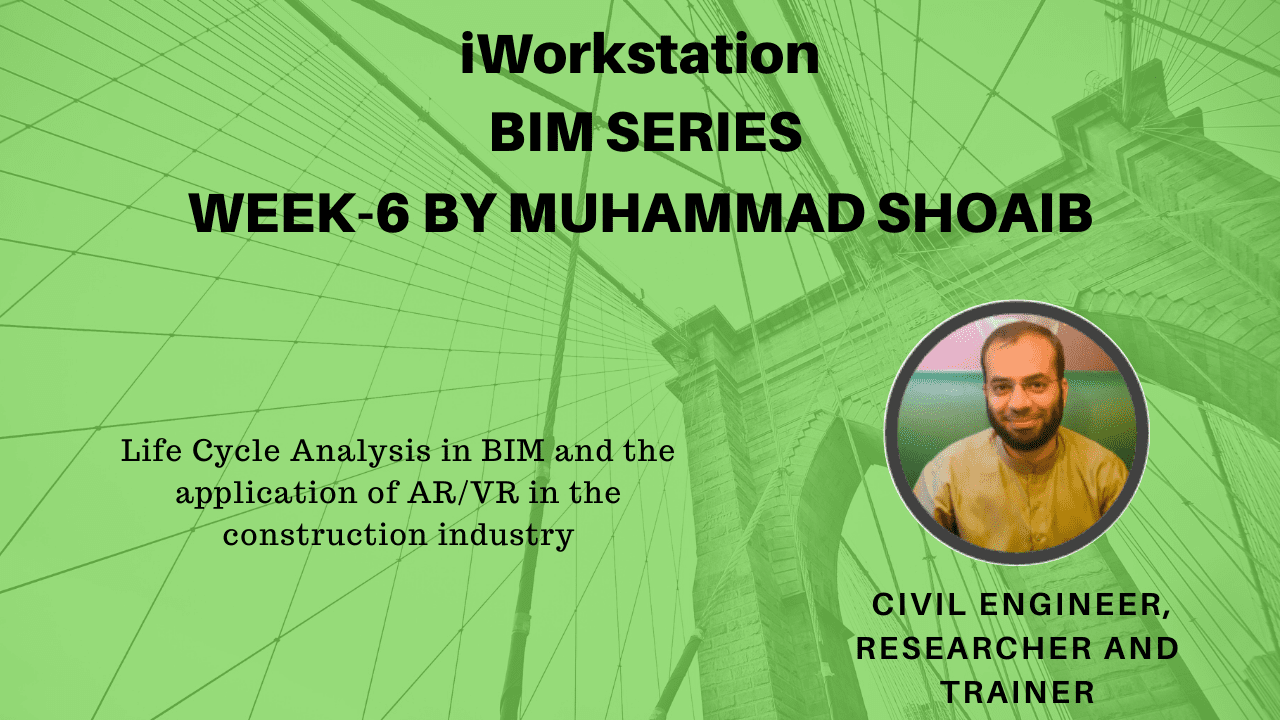 iWorkstation
BIM SERIES
WEEK-6 BY MUHAMMAD SHOAIB
Life Cycle Analysis in BIM and the
application of AR/VR in the
construction industry
CIVIL ENGINEER,
RESEARCHER AND
TRAINER